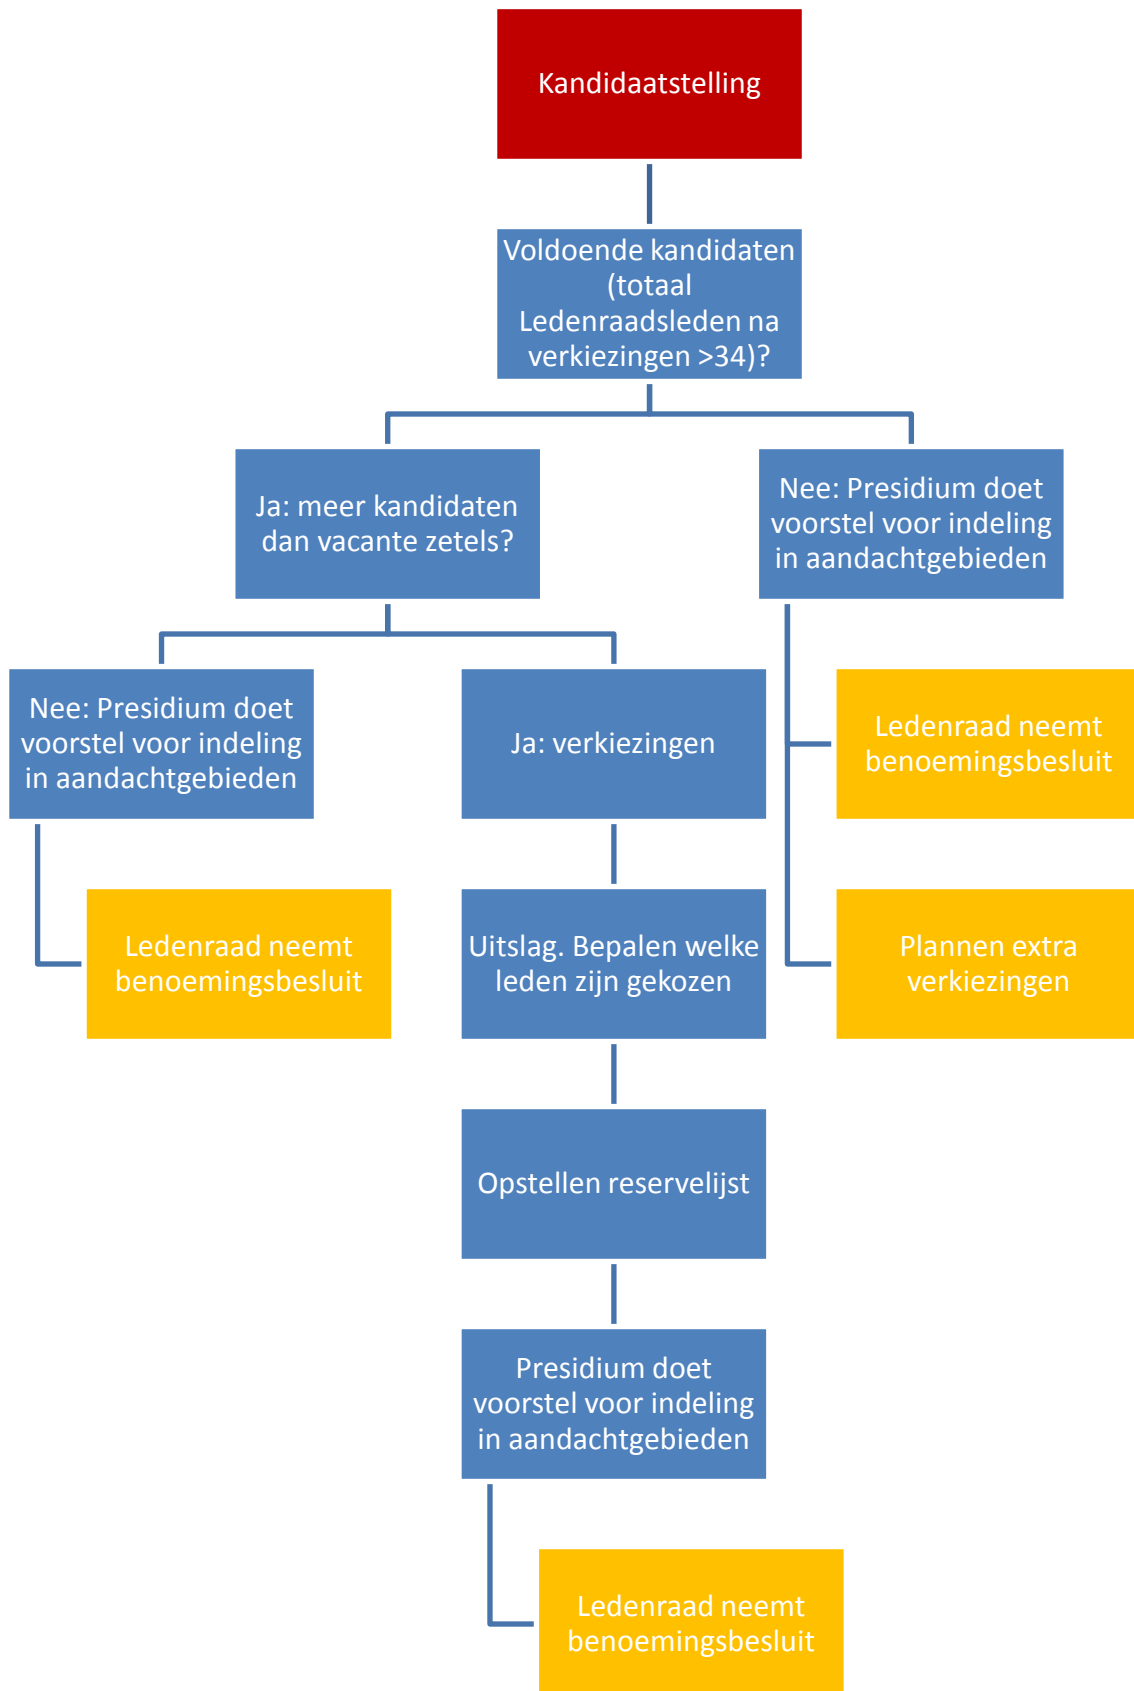 Kandidaatstelling
Voldoende kandidaten
(totaal
Ledenraadsleden na
verkiezingen >34)?
Ja: meer kandidaten
dan vacante zetels?
Nee: Presidium doet
voorstel voor indeling
in aandachtgebieden
Nee: Presidium doet
voorstel voor indeling
in aandachtgebieden
Ja: verkiezingen
Ledenraad neemt
benoemingsbesluit
Ledenraad neemt
benoemingsbesluit
Uitslag. Bepalen welke
leden zijn gekozen
Plannen extra
verkiezingen
Opstellen reservelijst
Presidium doet
voorstel voor indeling
in aandachtgebieden
Ledenraad neemt
benoemingsbesluit